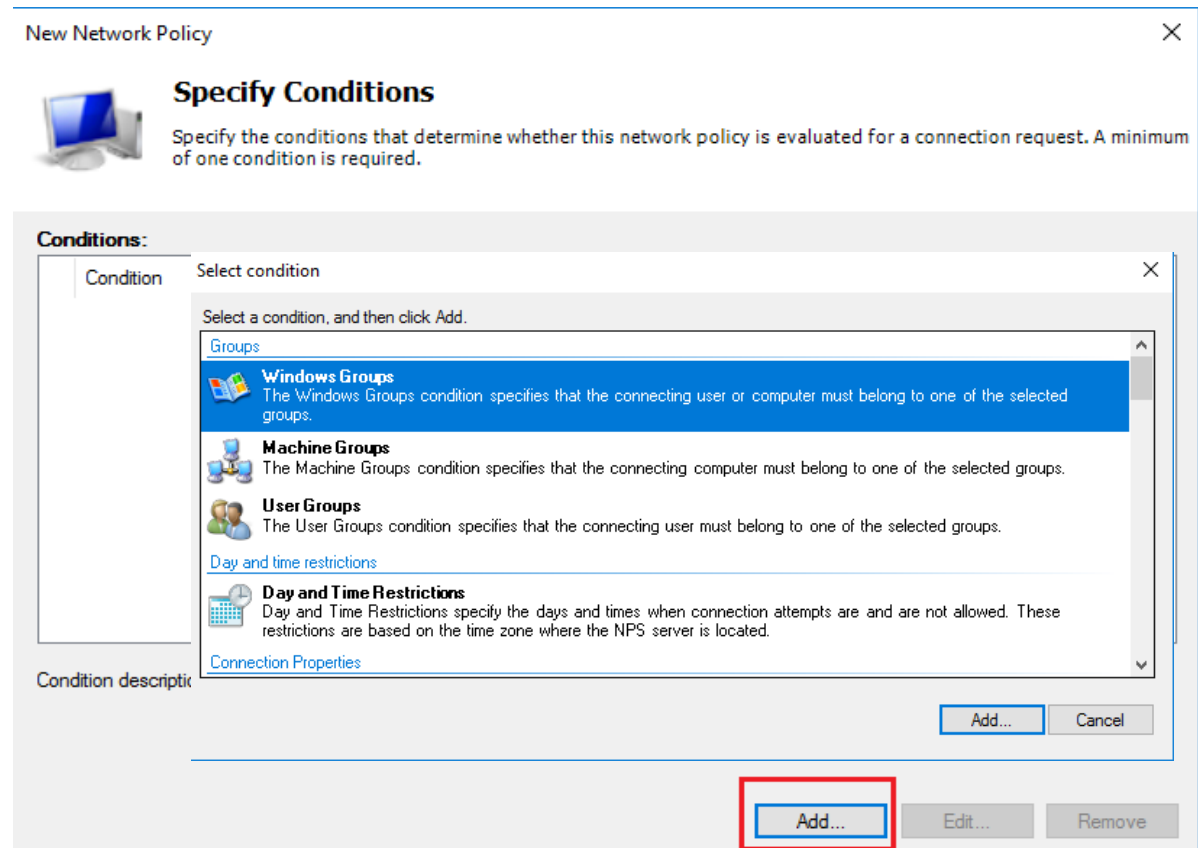 New Network Policy
Specify Conditions
Specify the conditions that determine whether this network policy is evaluated for a connection request. A minimum
of one condition is required.
Conditions:
Condition
Select condition
Select a condition, and then click Add.
Groups
Windows Groups
The Windows Groups condition specifies that the connecting user or computer must belong to one of the selected
groups.
Machine Groups
The Machine Groups condition specifies that the connecting computer must belong to one of the selected groups.
User Groups
The User Groups condition specifies that the connecting user must belong to one of the selected groups.
Day and time restrictions
Day and Time Restrictions
Day and Time Restrictions specify the days and times when connection attempts are and are not allowed. These
restrictions are based on the time zone where the NPS server is located.
Connection Properties
Condition descriptio
Add... Cancel
Add... Edit... Remove